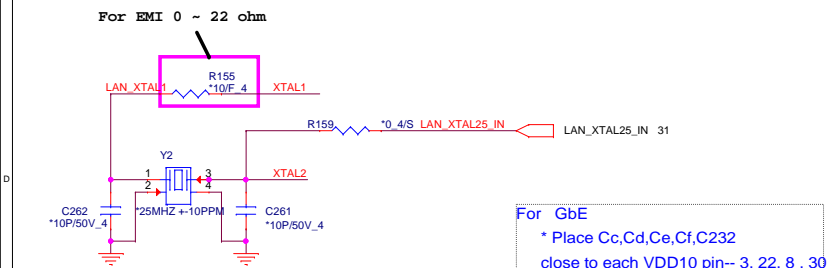 For EMI 0 ~ 22 ohm
R155
LAN_XTAL1 *10/F_4 XTAL1
R159 *0_4/S LAN_XTAL25_IN LAN_XTAL25_IN 31
Y2
1 3 XTAL2
2 4
D
C262 *25MHZ +-10PPM C261
*10P/50V_4 *10P/50V_4
For GbE
* Place Cc,Cd,Ce,Cf,C232
close to each VDD10 pin-- 3, 22, 8 , 30